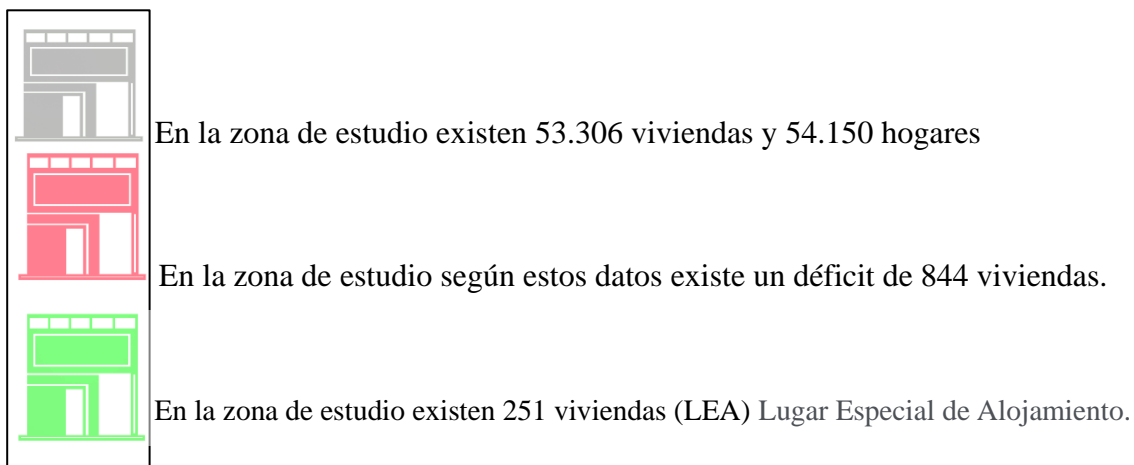 En la zona de estudio existen 53.306 viviendas y 54.150 hogares
En la zona de estudio según estos datos existe un déficit de 844 viviendas.
En la zona de estudio existen 251 viviendas (LEA) Lugar Especial de Alojamiento.